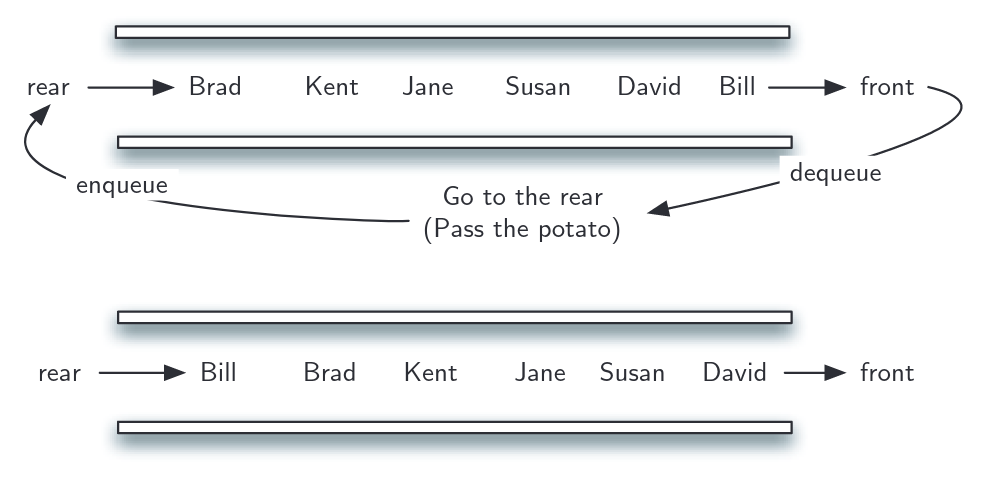 rear Brad Kent Jane Susan David Bill front
dequeue
enqueue
Go to the rear
(Pass the potato)
rear Bill Brad Kent Jane Susan David front